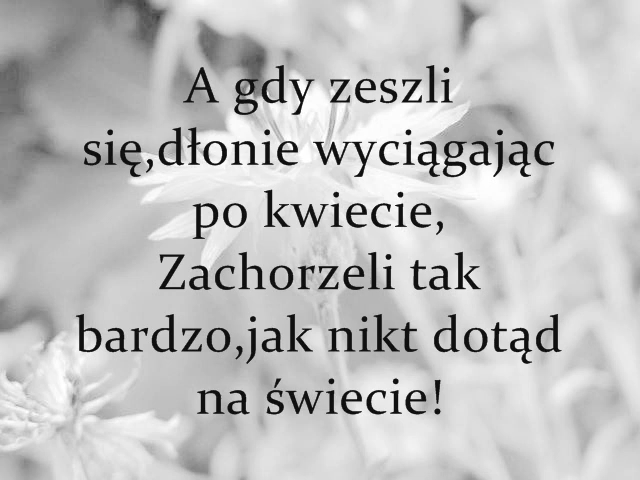 A gdy zeszli
się,dłonie wyciągając
po kwiecie,
Zachorzeli tak
bardzo,jak nikt dotąd
na świecie!